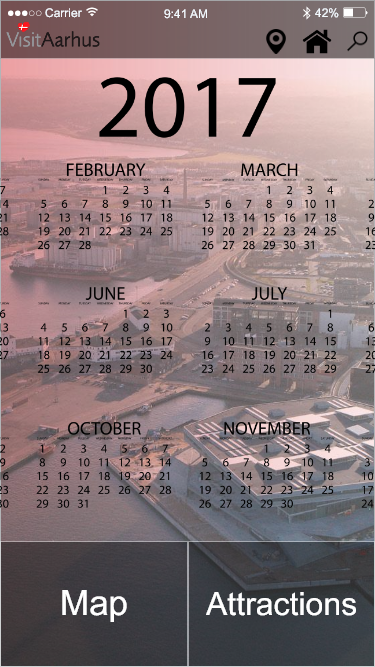 Carrier 9:41 AM 42%
VisitAarhus
2017
FEBRUARY
1 2 3 4
5 6 7 8 9 10 11
12 13 14 15 16 17 18
19 20 21 22 23 24 25
26 27 28
MARCH
1 2 3 4
5 6 7 8 9 10 11
12 13 14 15 16 17 18
19 20 21 22 23 24 25
26 27 28 29 30 31
JUNE
1 2 3
4 5 6 7 8 9 10
11 12 13 14 15 16 17
18 19 20 21 22 23 24
25 26 27 28 29 30
JULY
1
2 3 4 5 6 7 8
9 10 11 12 13 14 15
16 17 18 19 20 21 22
23 24 25 26 27 28 29
OCTOBER
1 2 3 4 5 6 7
8 9 10 11 12 13 14
15 16 17 18 19 20 21
22 23 24 25 26 27 28
29 30 31
NOVEMBER
1 2 3 4
5 6 7 8 9 10 11
12 13 14 15 16 17 18
19 20 21 22 23 24 25
26 27 28 29 30
Map
Attractions